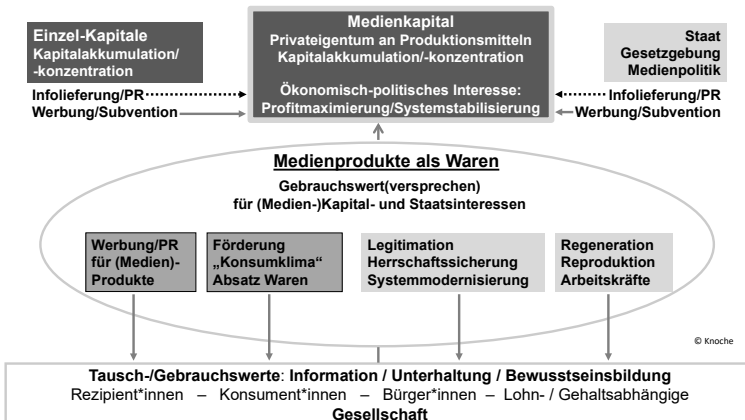 Einzel-Kapitale
Kapitalakkumulation/
-konzentration
Infolieferung/PR
Werbung/Subvention
Medienkapital
Privateigentum an Produktionsmitteln
Kapitalakkumulation/-konzentration
Ökonomisch-politisches Interesse:
Profitmaximierung/Systemstabilisierung
Staat
Gesetzgebung
Medienpolitik
Infolieferung/PR
Werbung/Subvention
Medienprodukte als Waren
Gebrauchswert(versprechen)
für (Medien-)Kapital- und Staatsinteressen
Werbung/PR
für (Medien)-
Produkte
Förderung
„Konsumklima"
Absatz Waren
Legitimation
Herrschaftssicherung
Systemmodernisierung
Regeneration
Reproduktion
Arbeitskräfte
© Knoche
Tausch-/Gebrauchswerte: Information / Unterhaltung / Bewusstseinsbildung
Rezipient*innen – Konsument*innen – Bürger*innen – Lohn- / Gehaltsabhängige
Gesellschaft